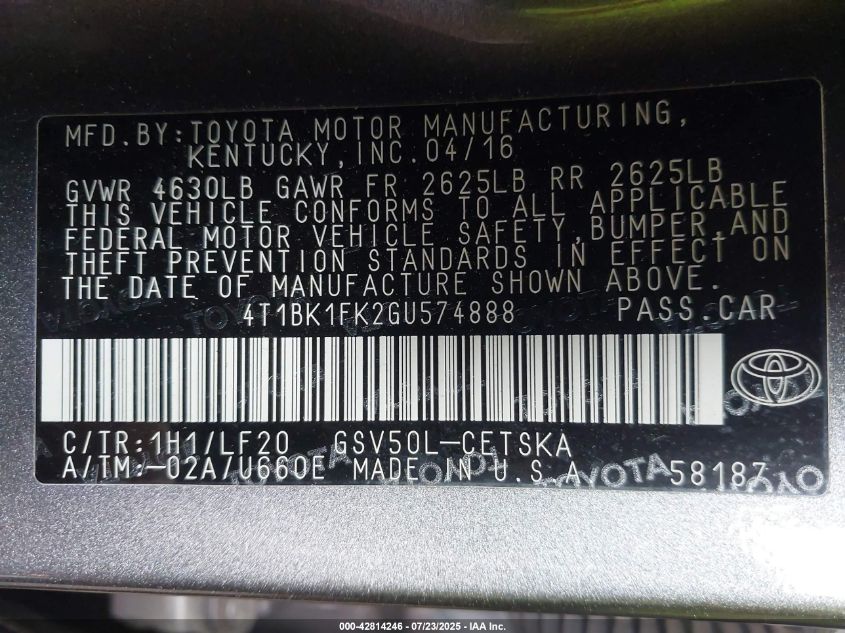 MFD.BY:TOYOTA MOTOR MANUFACTURING,
KENTUCKY,INC.04/16
GVWR 4630LB GAWR FR 2625LB RR 2625LB
THIS VEHICLE CONFORMS TO ALL APPLICABLE
FEDERAL MOTOR VEHICLE SAFETY,BUMPER,AND
THEFT PREVENTION STANDARDS IN EFFECT ON
THE DATE OF MANUFACTURE SHOWN ABOVE.
4T1BK1FK2GU574888 PASS.CAR
C/TR:1H1/LF20 GSV50L-CETSKA
A/TM:-02A/U660E MADE IN U.S.A 58187
TOYOTA
000-42814246 - 07/23/2025 - IAA Inc.